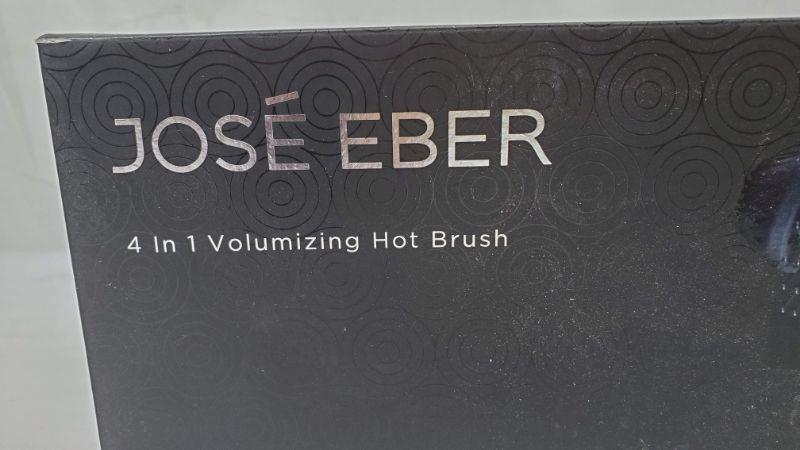 JOSÉ EBER
4 In 1 Volumizing Hot Brush